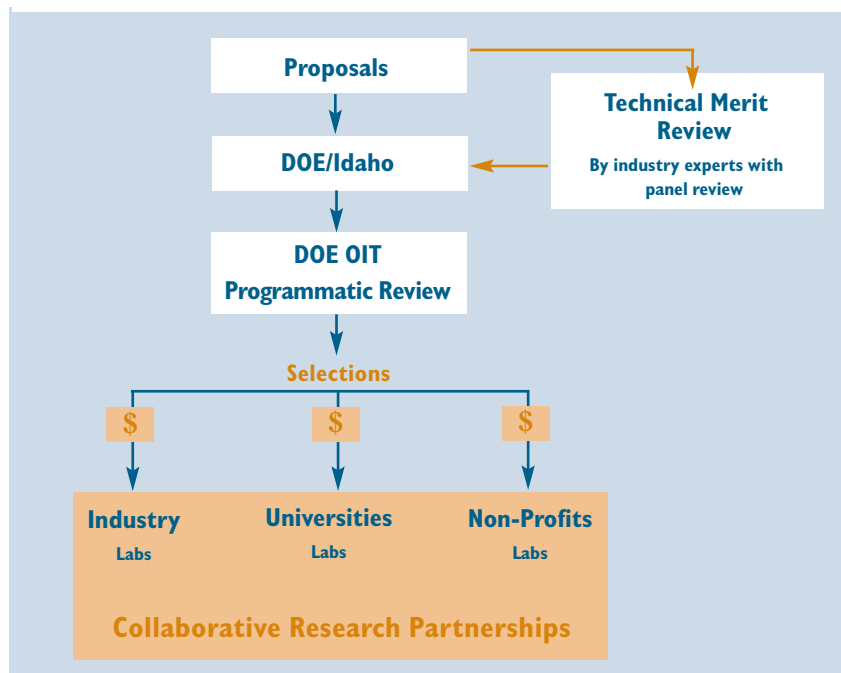 Proposals
Technical Merit
Review
By industry experts with
panel review
DOE/Idaho
DOE OIT
Programmatic Review
Selections
$
$
$
Industry
Labs
Universities
Labs
Non-Profits
Labs
Collaborative Research Partnerships